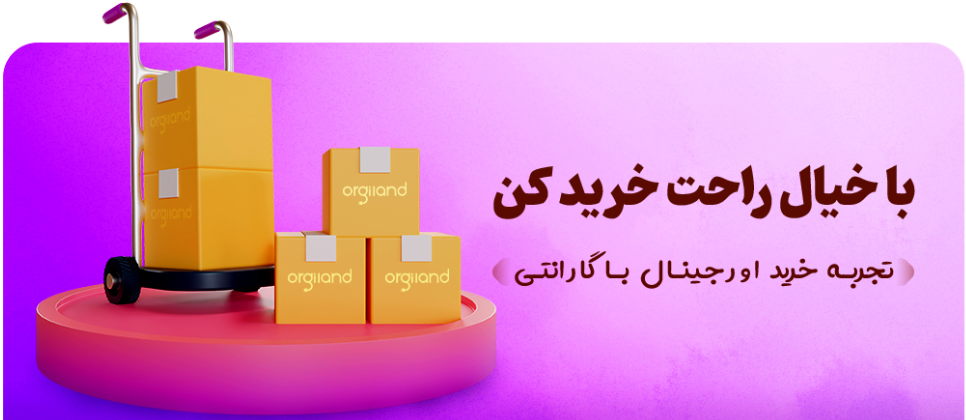 با خیال راحت خرید کن
تجربه خرید اورجینال با گارانتی
orgiland
orgiland
orgiland
orgiland
orgiland